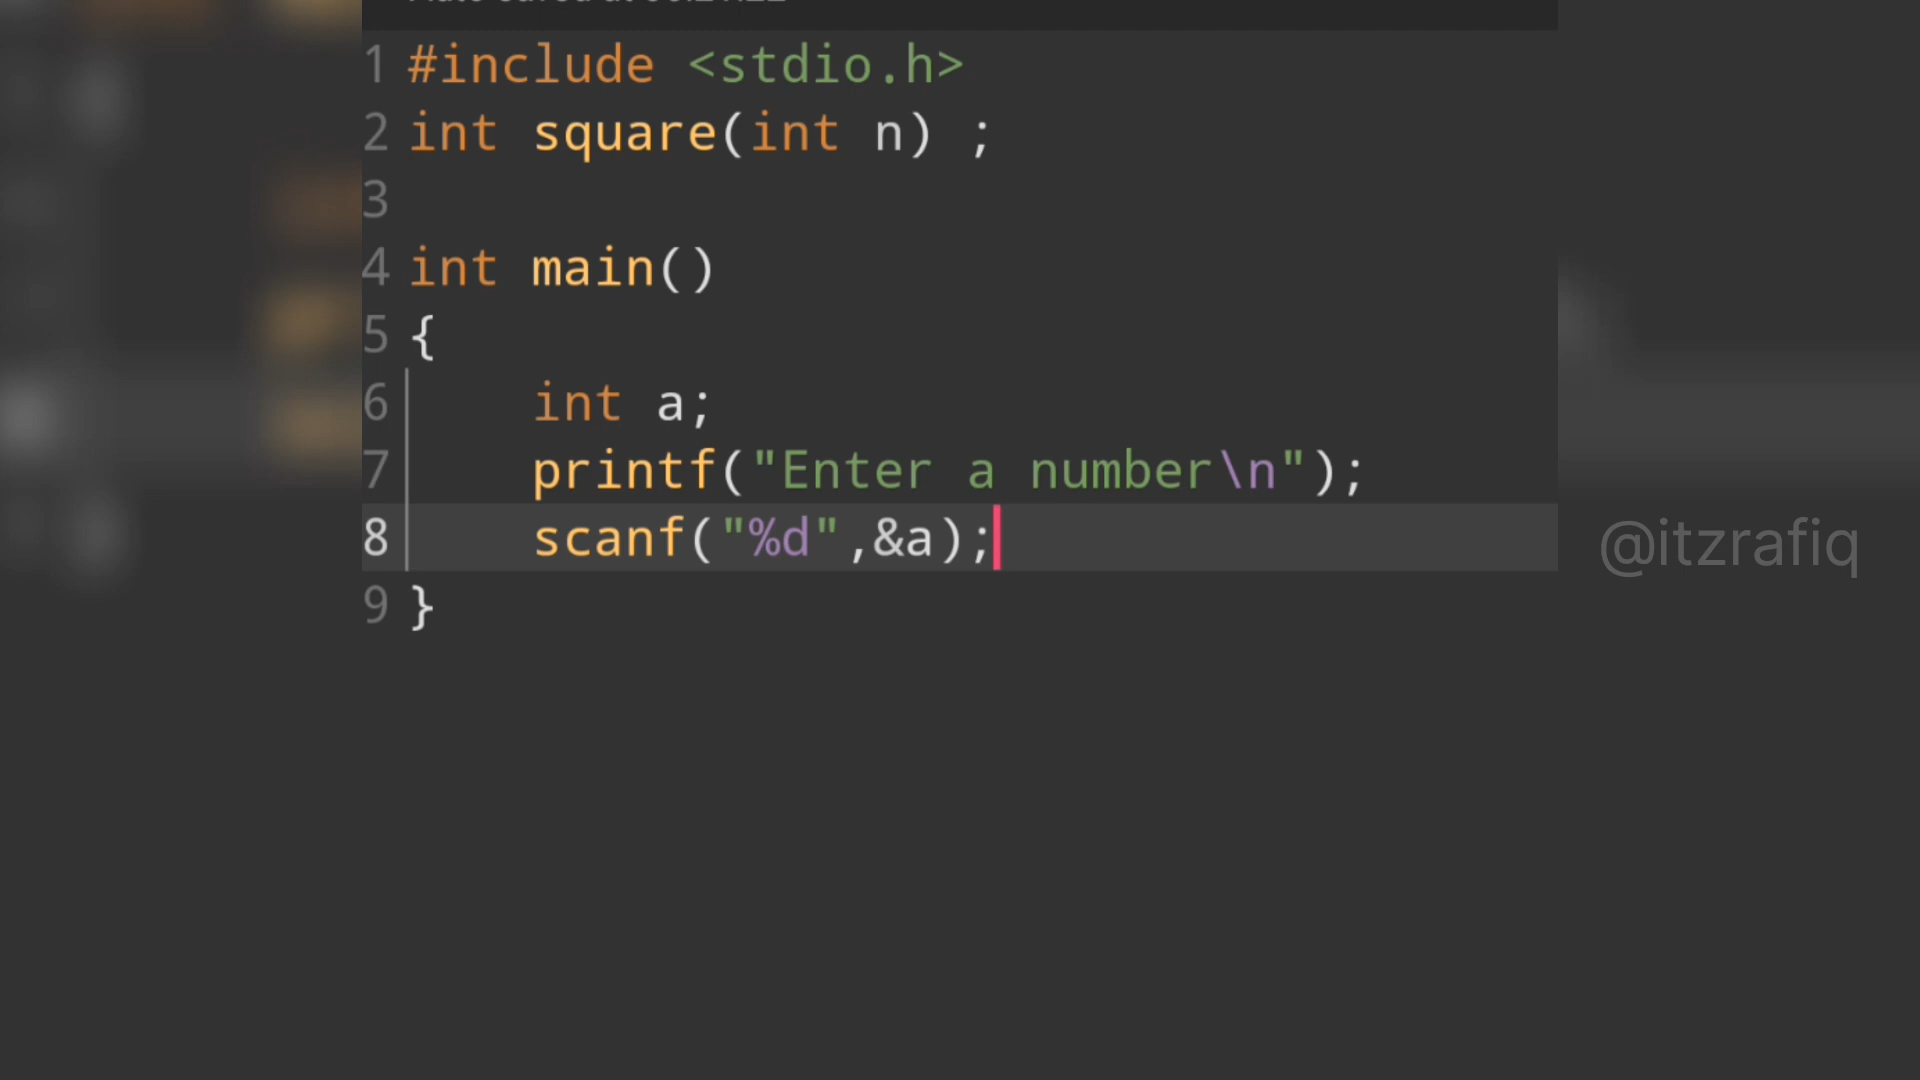 1 #include <stdio.h>
2 int square(int n) ;
3
4 int main()
5 {
6     int a;
7     printf("Enter a number\n");
8     scanf("%d",&a);
9 }
@itzrafiq